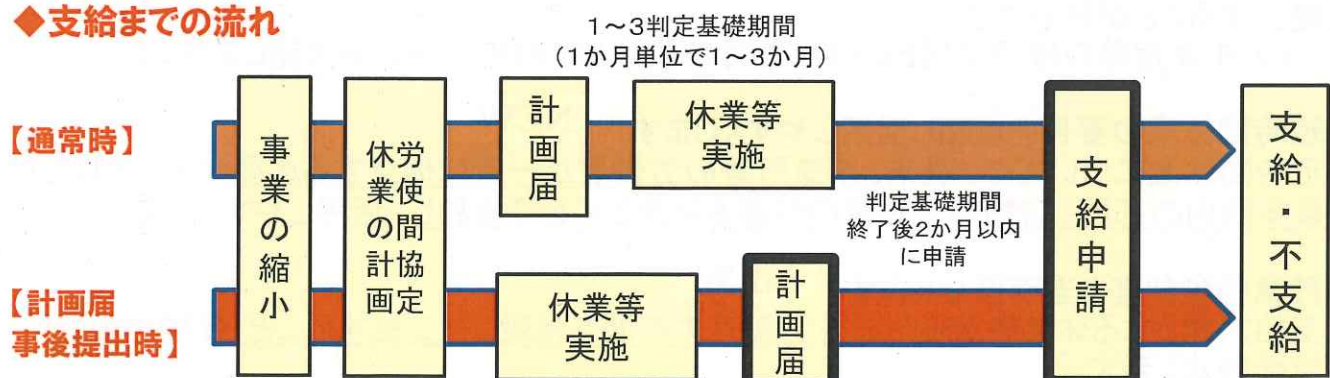 ◆支給までの流れ
1～3判定基礎期間
（1か月単位で1～3か月）
【通常時】
事業の縮小
労使間協定
休業の計画
計画届
休業等
実施
判定基礎期間
終了後2か月以内
に申請
支給申請
支給・不支給
【計画届
事後提出時】
休業等
実施
計画届